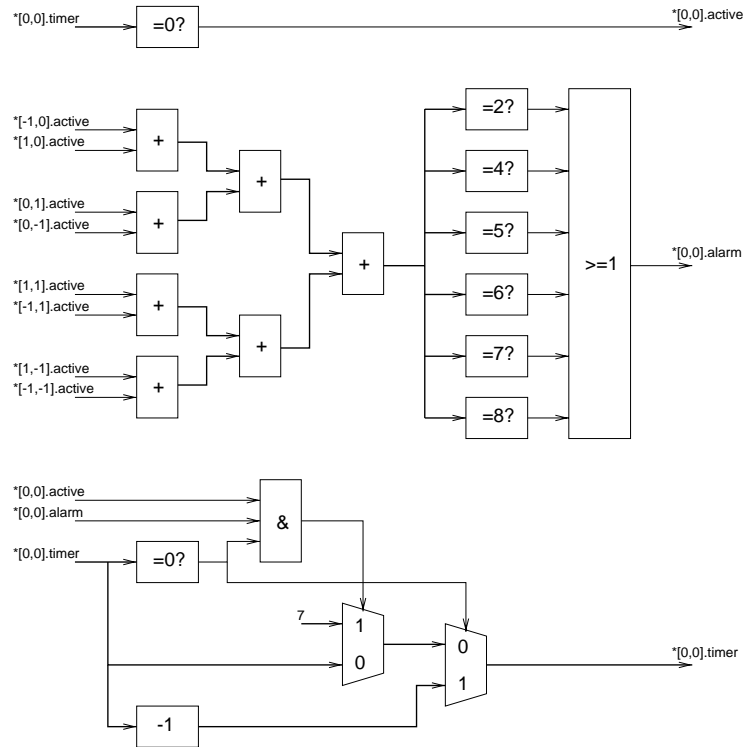 *[0,0].timer
=0?
*[0,0].active
*[-1,0].active
*[1,0].active
+
*[0,1].active
*[0,-1].active
+
+
*[1,1].active
*[-1,1].active
+
*[1,-1].active
*[-1,-1].active
+
+
+
=2?
=4?
=5?
=6?
=7?
=8?
>=1
*[0,0].alarm
*[0,0].active
*[0,0].alarm
&
*[0,0].timer
=0?
7
1
0
0
1
*[0,0].timer
-1